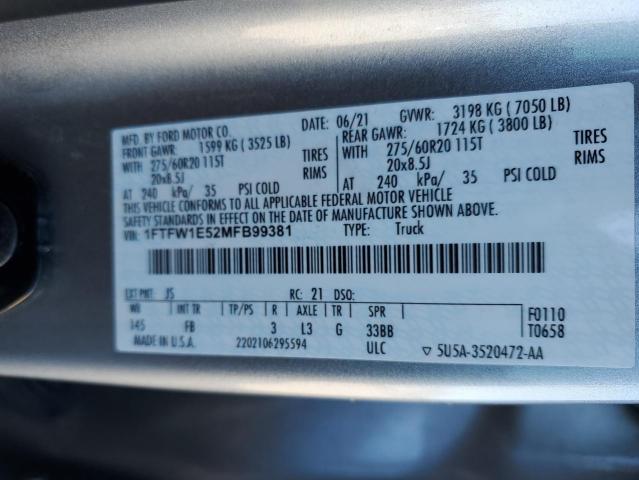 MFD. BY FORD MOTOR CO. DATE: 06/21 GVWR: 3198 KG ( 7050 LB)
FRONT GAWR: 1599 KG ( 3525 LB) REAR GAWR: 1724 KG ( 3800 LB)
WITH 275/60R20 115T TIRES WITH 275/60R20 115T TIRES
20x8.5J RIMS 20x8.5J RIMS
AT 240 kPa/ 35 PSI COLD AT 240 kPa/ 35 PSI COLD
THIS VEHICLE CONFORMS TO ALL APPLICABLE FEDERAL MOTOR VEHICLE
SAFETY STANDARDS IN EFFECT ON THE DATE OF MANUFACTURE SHOWN ABOVE.
VIN: 1FTFW1E52MFB99381 TYPE: Truck
EXT PNT: JS RC: 21 DSO:
WB INT TR TP/PS R AXLE TR SPR F0110
145 FB 3 L3 G 33BB T0658
MADE IN U.S.A. 2202106295594 ULC ▽ 5U5A-3520472-AA